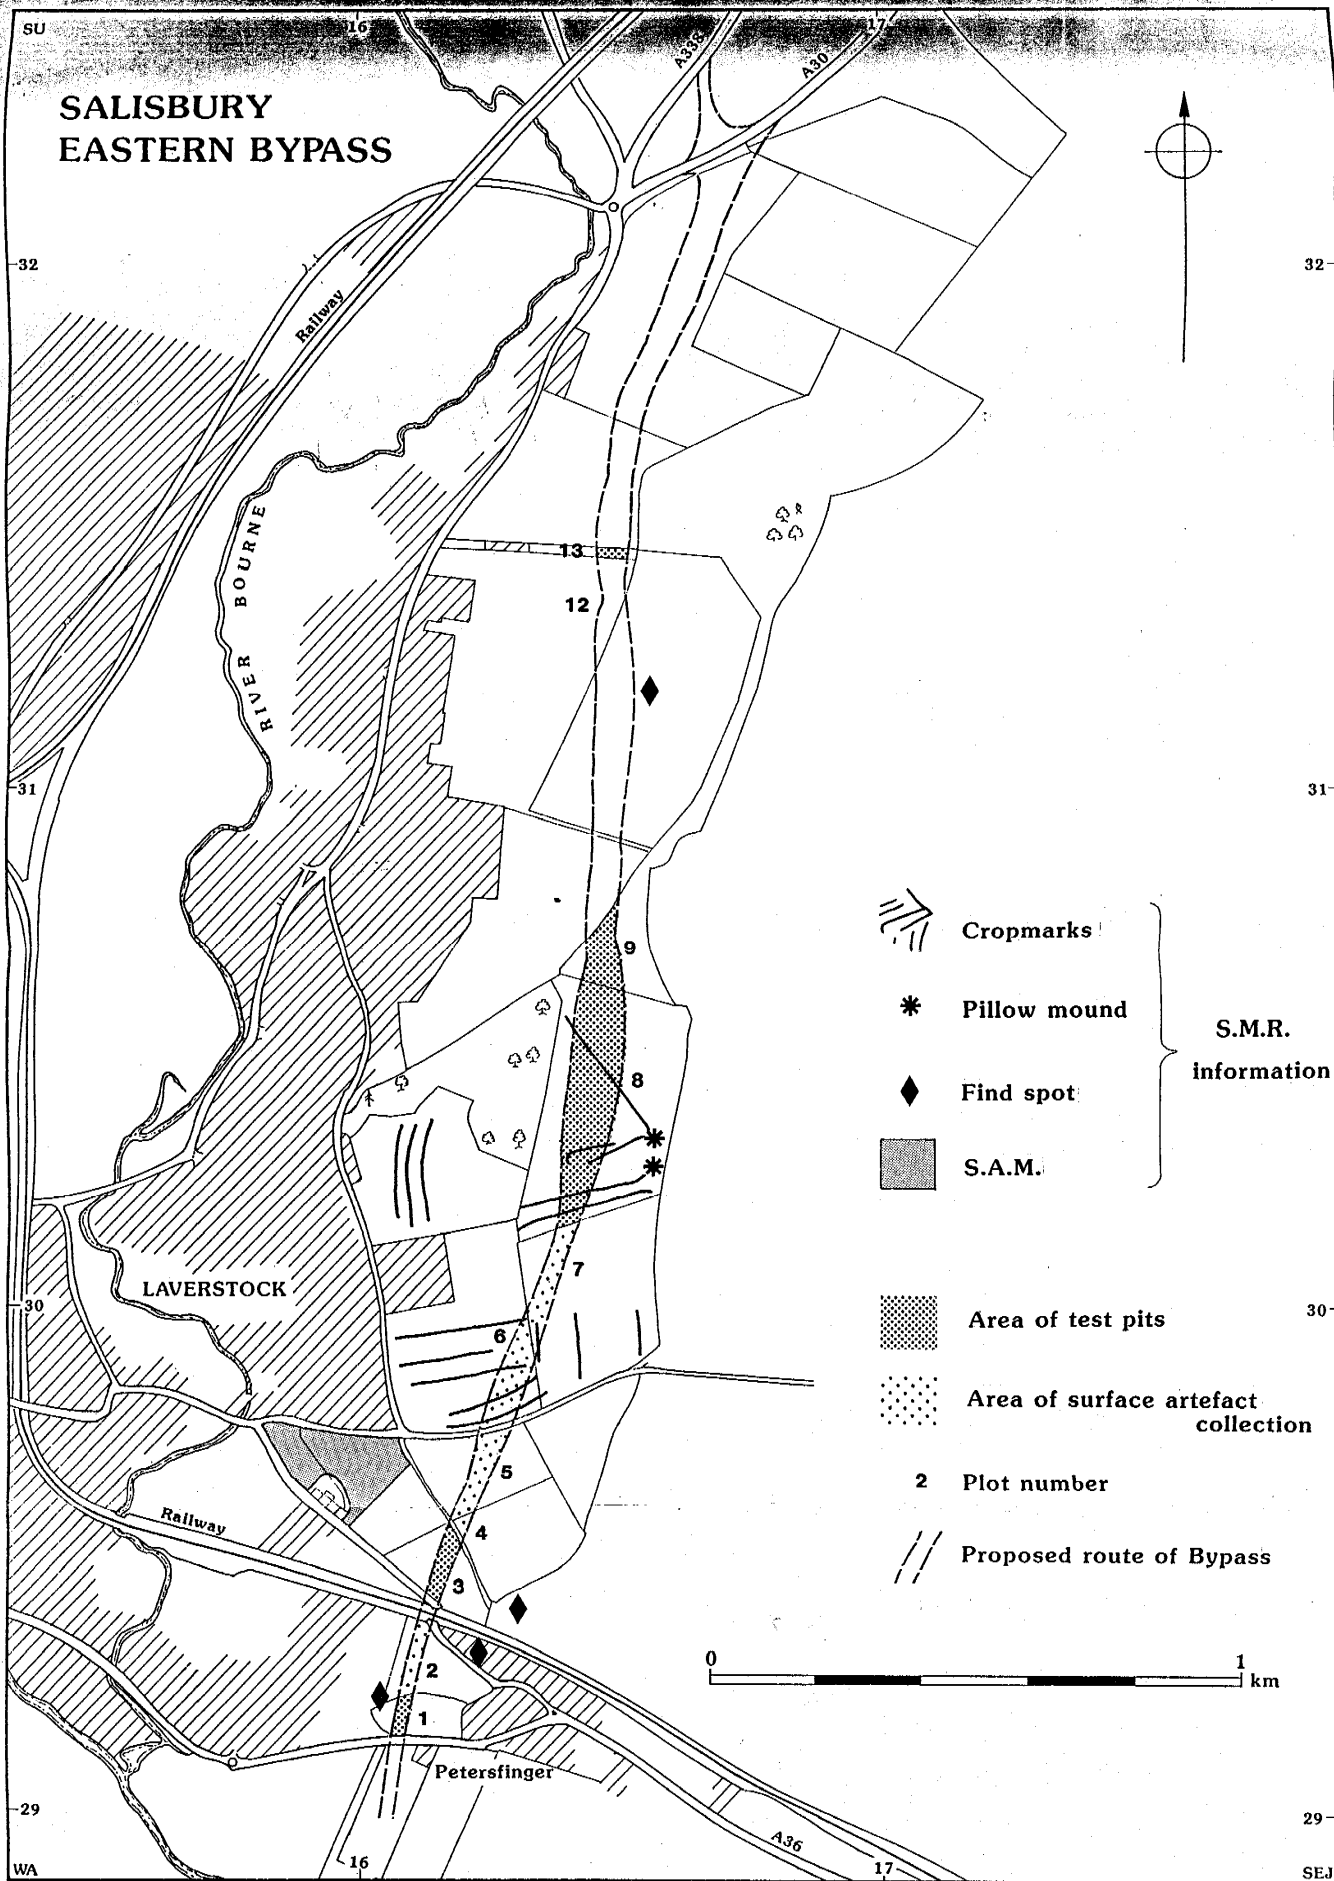 SU
16
17
A338
A30
SALISBURY
EASTERN BYPASS
32
32
Railway
RIVER BOURNE
13
12
31
31
9
Cropmarks
Pillow mound
S.M.R.
information
8
Find spot
S.A.M.
7
LAVERSTOCK
30
30
6
Area of test pits
Area of surface artefact
collection
5
2 Plot number
Railway
4
Proposed route of Bypass
3
0
1
km
2
1
Petersfinger
29
29
A36
WA
16
17
SEJ